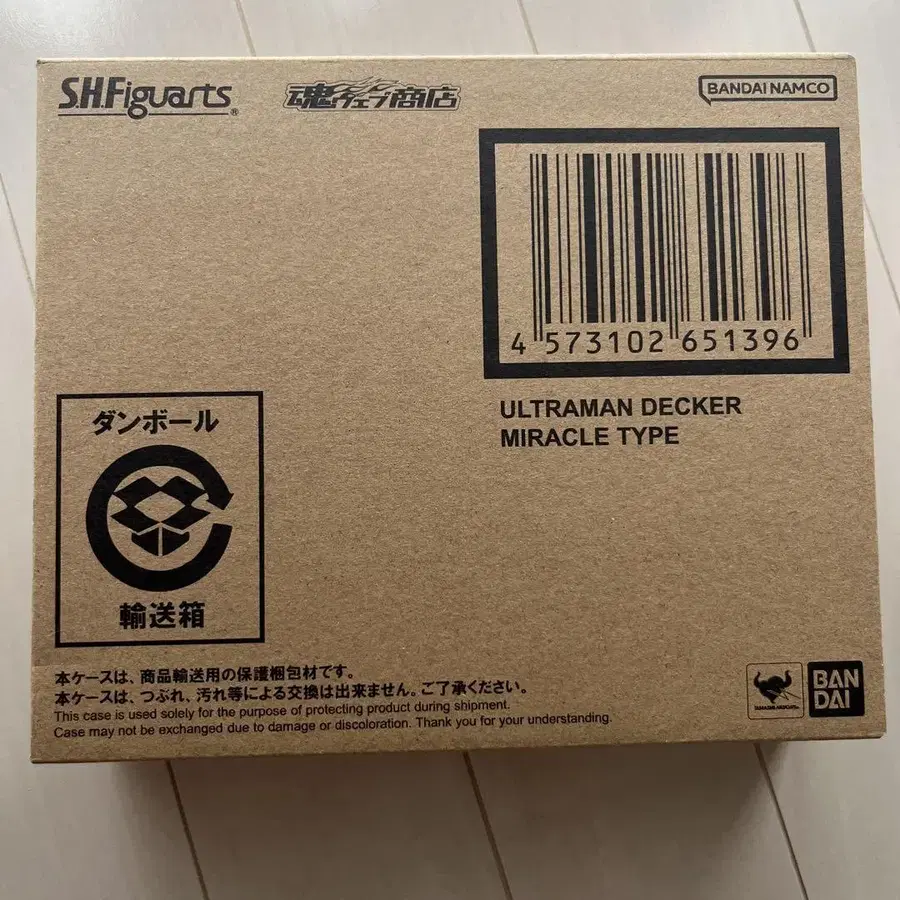 S.H.Figuarts®
魂ウェブ商店
BANDAI NAMCO
4 573102 651396
ULTRAMAN DECKER
MIRACLE TYPE
ダンボール
輸送箱
本ケースは、商品輸送用の保護梱包材です。
本ケースは、つぶれ、汚れ等による交換は出来ません。ご了承ください。
This case is used solely for the purpose of protecting product during shipment.
Case may not be exchanged due to damage or discoloration. Thank you for your understanding.
BAN
DAI